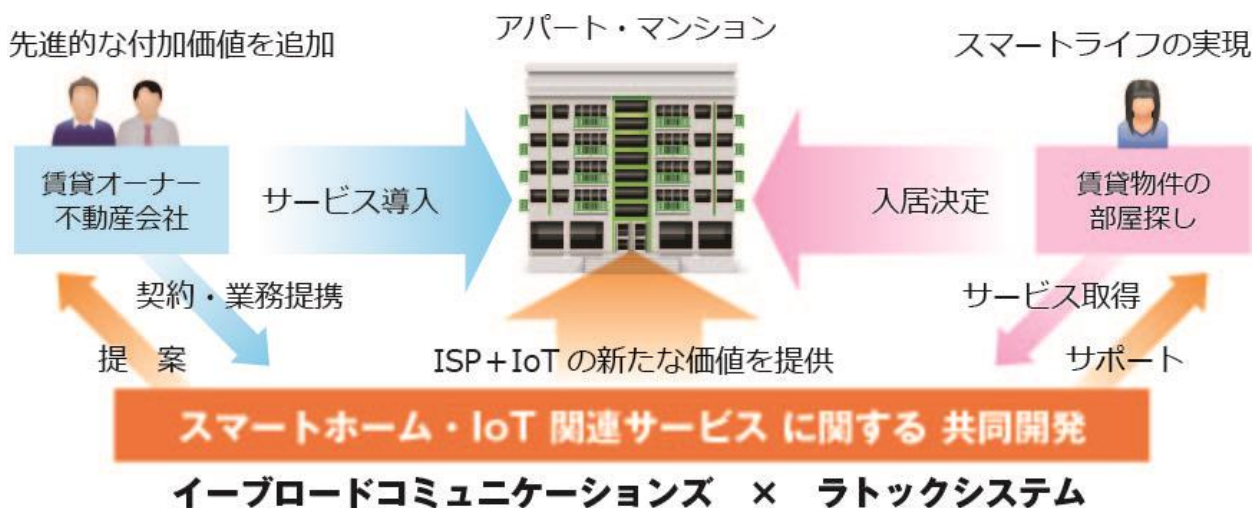 アパート・マンション
先進的な付加価値を追加
スマートライフの実現
賃貸オーナー
不動産会社
サービス導入
入居決定
賃貸物件の
部屋探し
契約・業務提携
サービス取得
提 案
ISP+IoTの新たな価値を提供
サポート
スマートホーム・IoT 関連サービス に関する 共同開発
イーブロードコミュニケーションズ × ラトックシステム